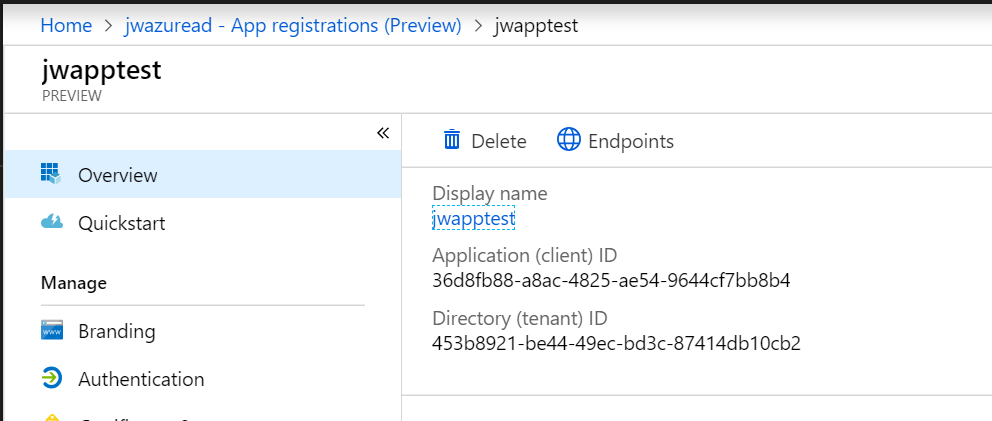 Home > jwazuread - App registrations (Preview) > jwapptest
jwapptest
PREVIEW
«
Overview
Quickstart
Manage
www
Branding
Authentication
Delete
Endpoints
Display name
jwapptest
Application (client) ID
36d8fb88-a8ac-4825-ae54-9644cf7bb8b4
Directory (tenant) ID
453b8921-be44-49ec-bd3c-87414db10cb2